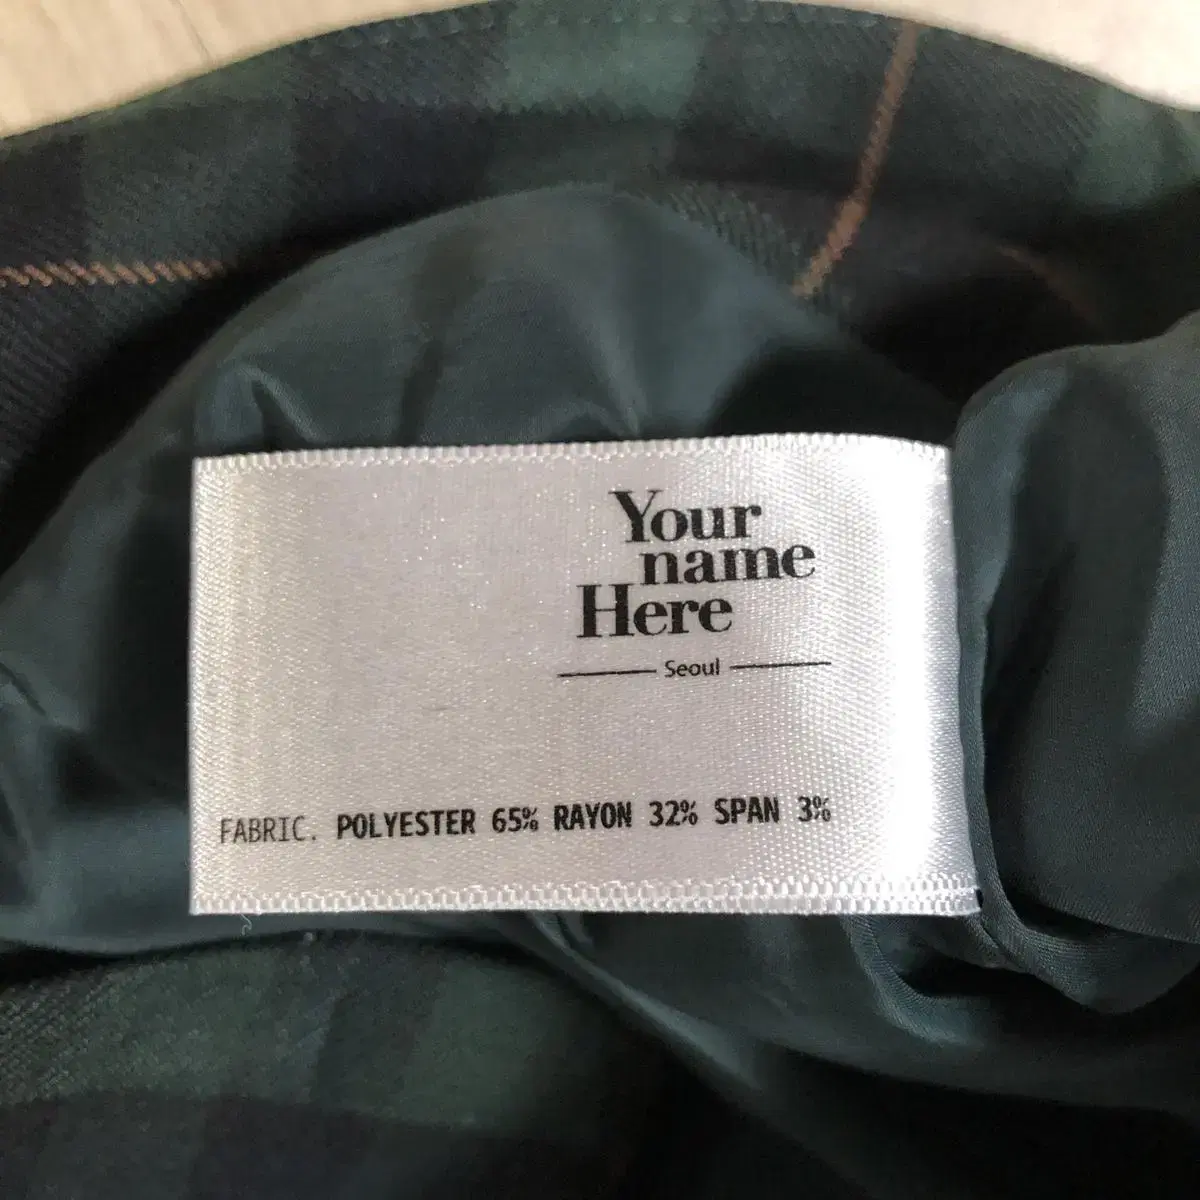 Your
name
Here
Seoul
FABRIC. POLYESTER 65% RAYON 32% SPAN 3%